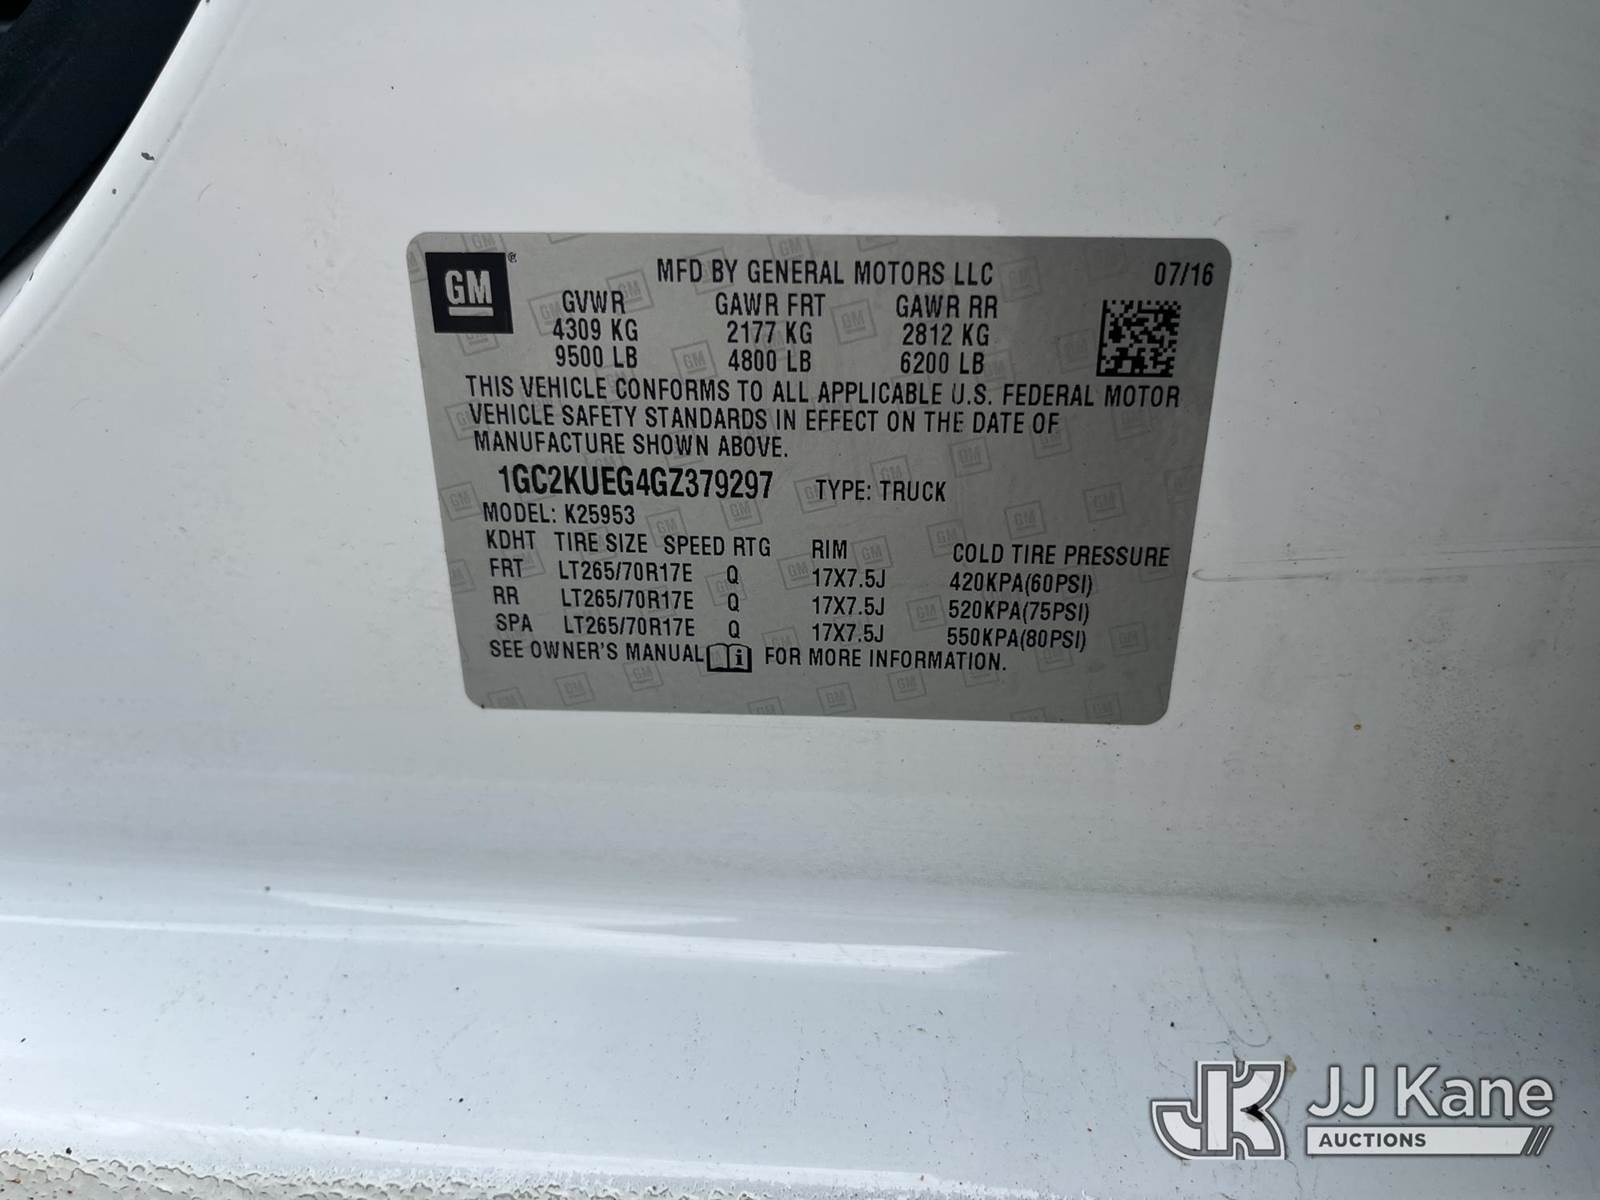 GM
MFD BY GENERAL MOTORS LLC 07/16
GVWR GAWR FRT GAWR RR
4309 KG 2177 KG 2812 KG
9500 LB 4800 LB 6200 LB
THIS VEHICLE CONFORMS TO ALL APPLICABLE U.S. FEDERAL MOTOR
VEHICLE SAFETY STANDARDS IN EFFECT ON THE DATE OF
MANUFACTURE SHOWN ABOVE.
1GC2KUEG4GZ379297 TYPE: TRUCK
MODEL: K25953
KDHT TIRE SIZE SPEED RTG RIM COLD TIRE PRESSURE
FRT LT265/70R17E Q 17X7.5J 420KPA(60PSI)
RR LT265/70R17E Q 17X7.5J 520KPA(75PSI)
SPA LT265/70R17E Q 17X7.5J 550KPA(80PSI)
SEE OWNER'S MANUAL FOR MORE INFORMATION.
JK JJ Kane
AUCTIONS